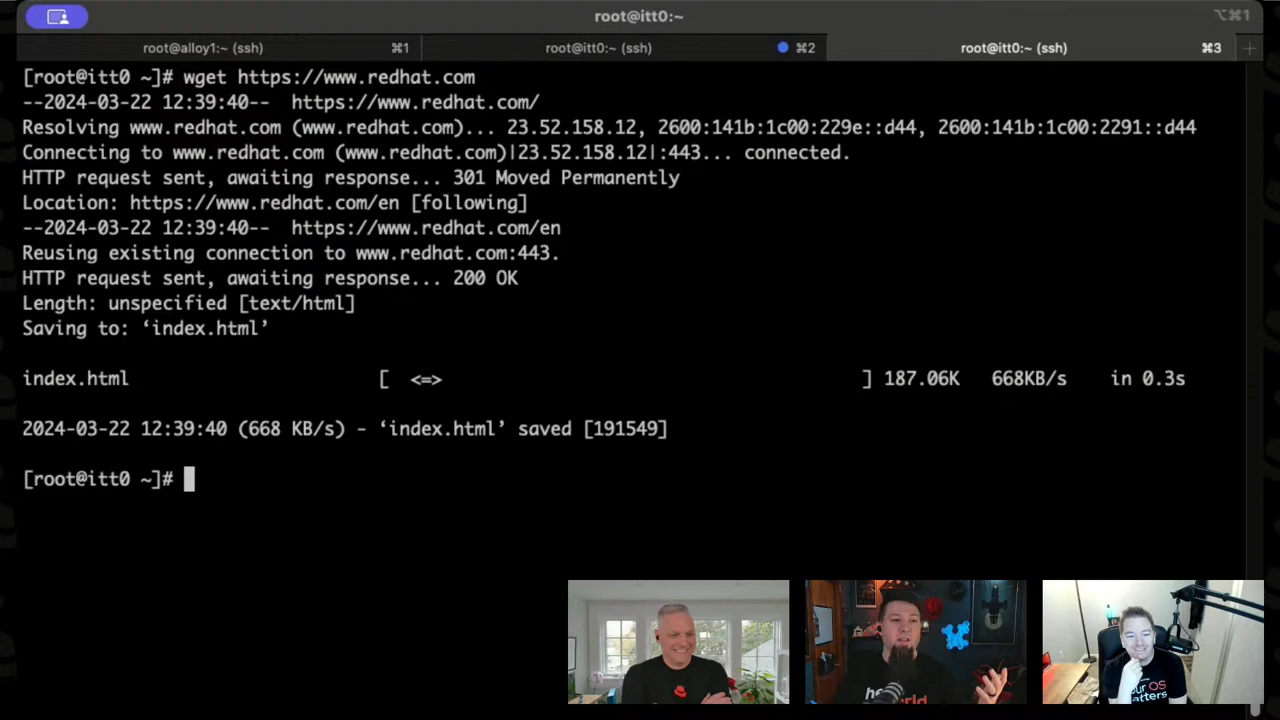 root@itt0:~
⌥⌘1
root@alloy1:~ (ssh) ⌘1
root@itt0:~ (ssh) ⌘2
root@itt0:~ (ssh) ⌘3
[root@itt0 ~]# wget https://www.redhat.com
--2024-03-22 12:39:40--  https://www.redhat.com/
Resolving www.redhat.com (www.redhat.com)... 23.52.158.12, 2600:141b:1c00:229e::d44, 2600:141b:1c00:2291::d44
Connecting to www.redhat.com (www.redhat.com)|23.52.158.12|:443... connected.
HTTP request sent, awaiting response... 301 Moved Permanently
Location: https://www.redhat.com/en [following]
--2024-03-22 12:39:40--  https://www.redhat.com/en
Reusing existing connection to www.redhat.com:443.
HTTP request sent, awaiting response... 200 OK
Length: unspecified [text/html]
Saving to: ‘index.html’
index.html [ <=> ] 187.06K 668KB/s in 0.3s
2024-03-22 12:39:40 (668 KB/s) - ‘index.html’ saved [191549]
[root@itt0 ~]#
ur OS
atters